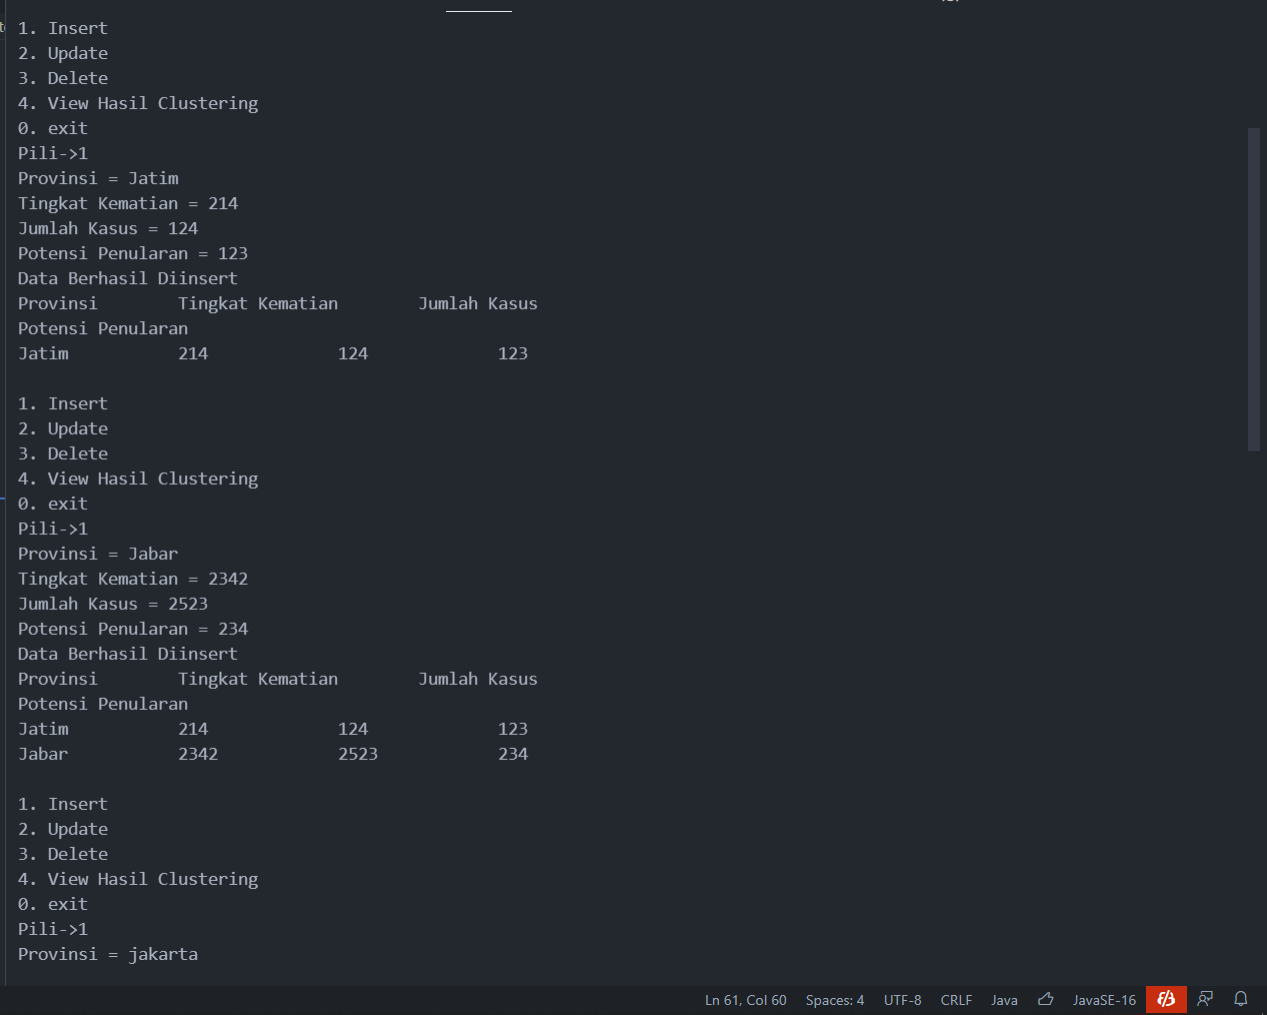 1. Insert
2. Update
3. Delete
4. View Hasil Clustering
0. exit
Pili->1
Provinsi = Jatim
Tingkat Kematian = 214
Jumlah Kasus = 124
Potensi Penularan = 123
Data Berhasil Diinsert
Provinsi Tingkat Kematian Jumlah Kasus
Potensi Penularan
Jatim 214 124 123
1. Insert
2. Update
3. Delete
4. View Hasil Clustering
0. exit
Pili->1
Provinsi = Jabar
Tingkat Kematian = 2342
Jumlah Kasus = 2523
Potensi Penularan = 234
Data Berhasil Diinsert
Provinsi Tingkat Kematian Jumlah Kasus
Potensi Penularan
Jatim 214 124 123
Jabar 2342 2523 234
1. Insert
2. Update
3. Delete
4. View Hasil Clustering
0. exit
Pili->1
Provinsi = jakarta
Ln 61, Col 60 Spaces: 4 UTF-8 CRLF Java JavaSE-16